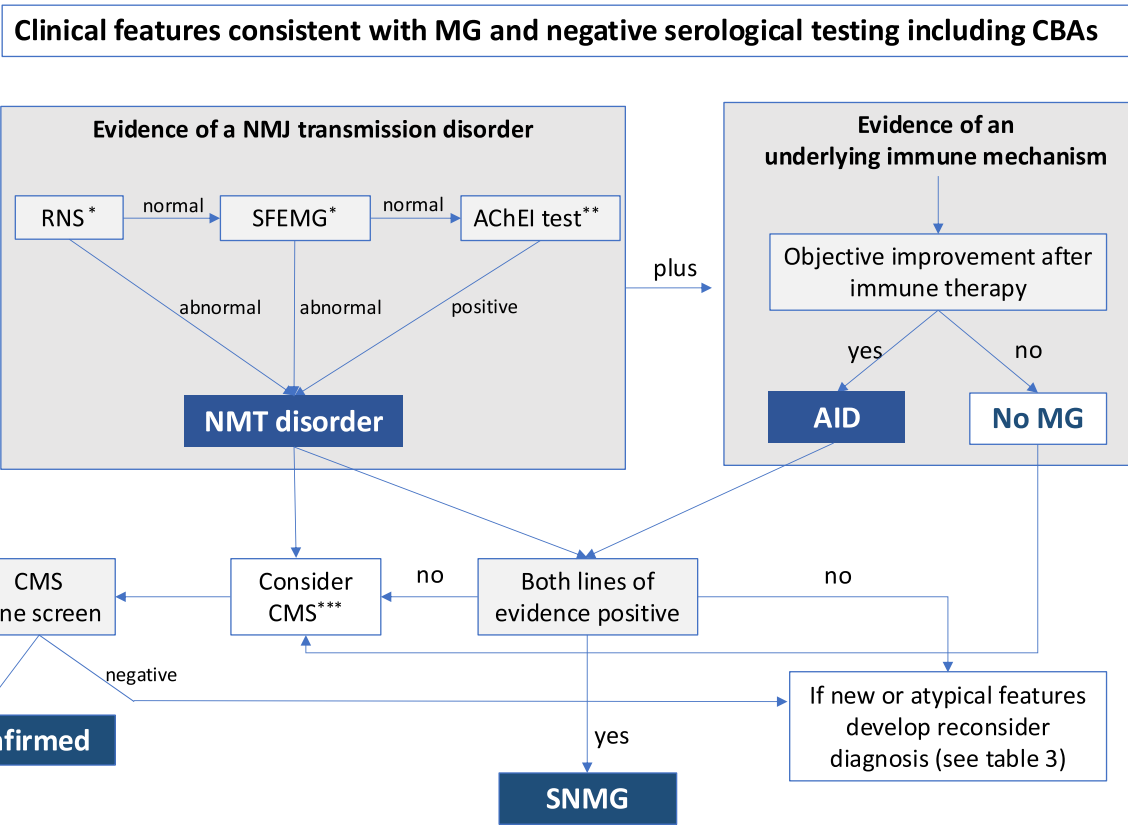 Clinical features consistent with MG and negative serological testing including CBAs
Evidence of a NMJ transmission disorder
RNS*
normal
SFEMG*
normal
AChEI test**
abnormal
abnormal
positive
NMT disorder
plus
Evidence of an
underlying immune mechanism
Objective improvement after
immune therapy
yes
no
AID
No MG
CMS
ne screen
Consider
CMS***
no
Both lines of
evidence positive
no
negative
nfirmed
yes
SNMG
If new or atypical features
develop reconsider
diagnosis (see table 3)